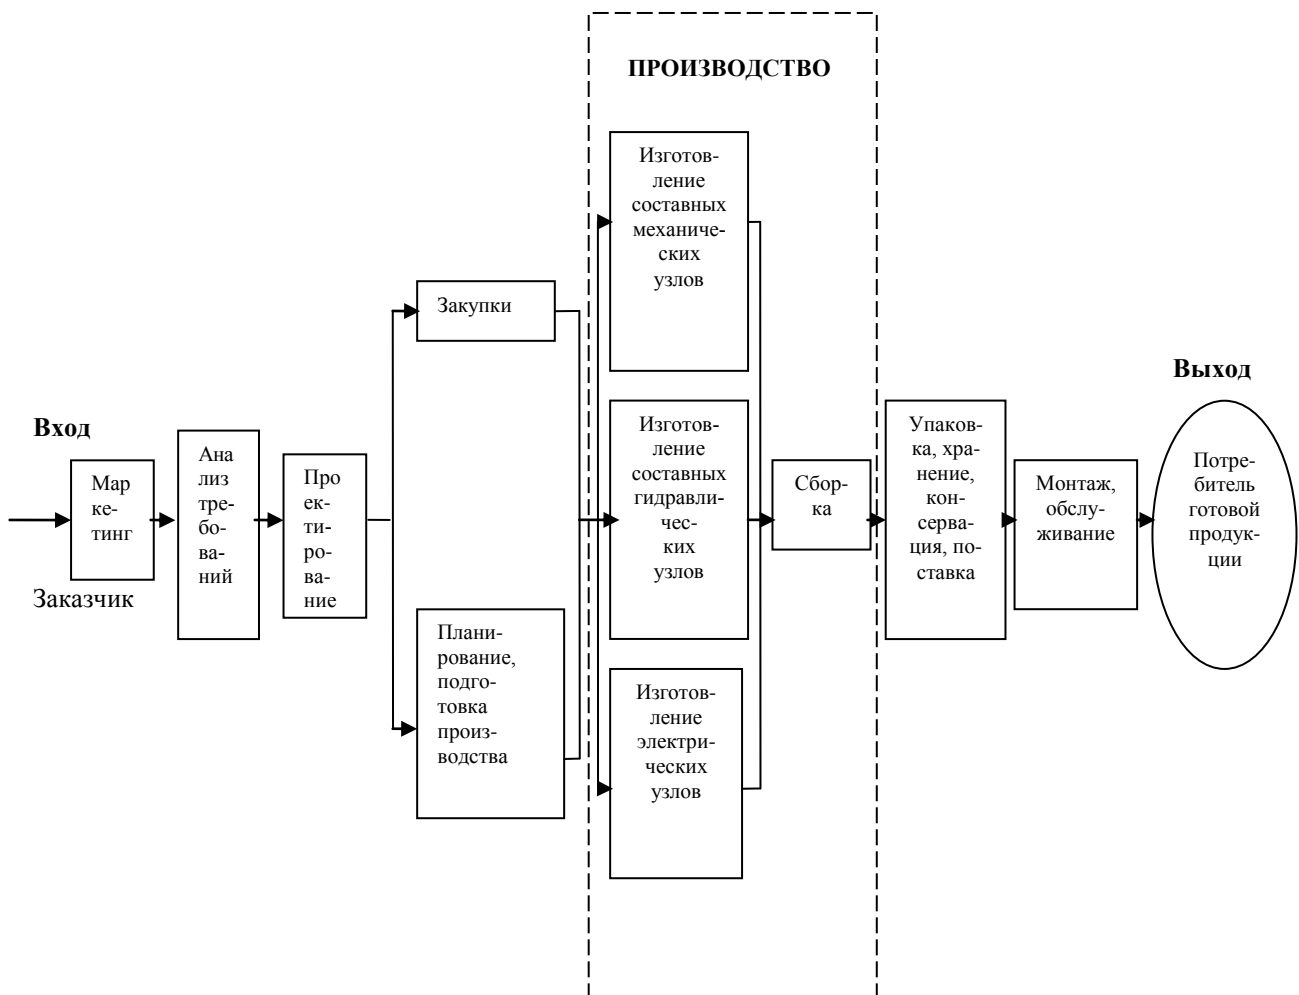 ПРОИЗВОДСТВО
Вход
Заказчик
Мар
ке-
тинг
Ана
лиз
тре-
бо-
ва-
ний
Про
ек-
ти-
ро-
ва-
ние
Закупки
Плани-
рование,
подго-
товка
произ-
водства
Изготов-
ление
составных
механиче-
ских
узлов
Изготов-
ление
составных
гидравли-
чес-
ких
узлов
Изготов-
ление
электри-
ческих
узлов
Сбор-
ка
Упаков-
ка, хра-
нение,
кон-
серва-
ция, по-
ставка
Монтаж,
обслу-
живание
Выход
Потре-
битель
готовой
продук-
ции